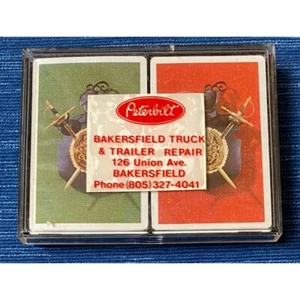 Peterbilt
BAKERSFIELD TRUCK
& TRAILER REPAIR
126 Union Ave.
BAKERSFIELD
Phone (805) 327-4041